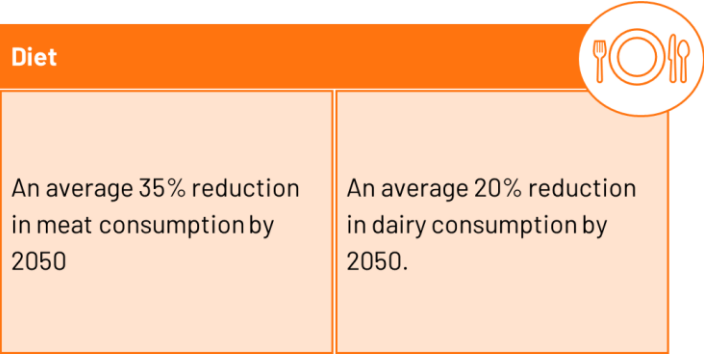 Diet
An average 35% reduction
in meat consumption by
2050
An average 20% reduction
in dairy consumption by
2050.